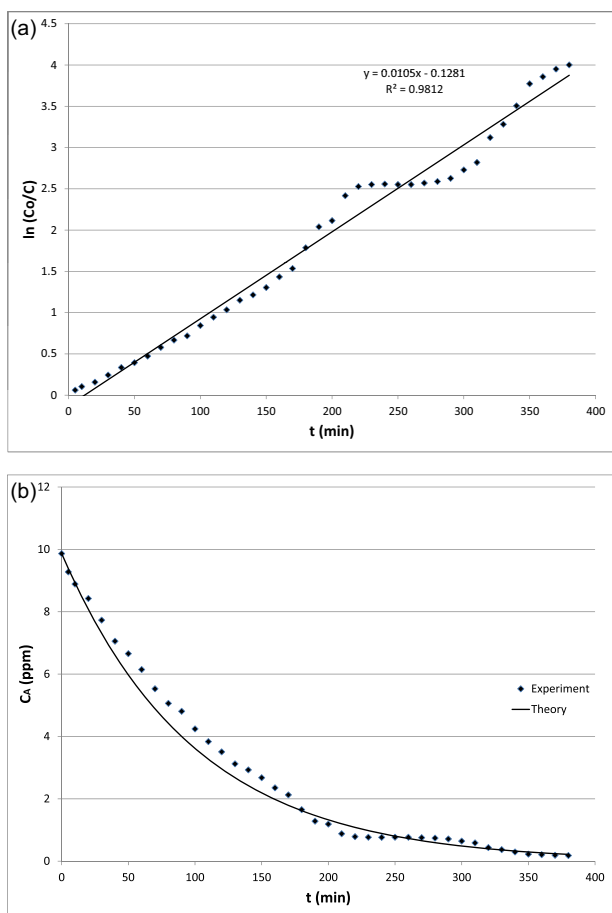 (a)
4.5
4
3.5
3
2.5
2
1.5
1
0.5
0
ln (Co/C)
y = 0.0105x - 0.1281
R² = 0.9812
0 50 100 150 200 250 300 350 400
t (min)
(b)
12
10
8
6
4
2
0
CA (ppm)
Experiment
Theory
0 50 100 150 200 250 300 350 400
t (min)